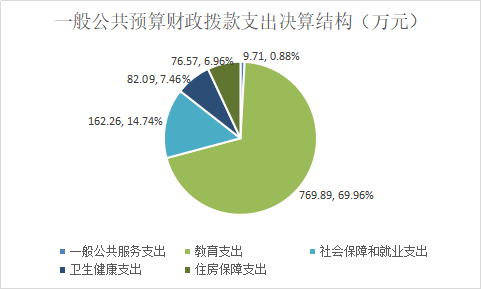 一般公共预算财政拨款支出决算结构（万元）
9.71, 0.88%
76.57, 6.96%
82.09, 7.46%
162.26, 14.74%
769.89, 69.96%
一般公共服务支出 教育支出 社会保障和就业支出
卫生健康支出 住房保障支出